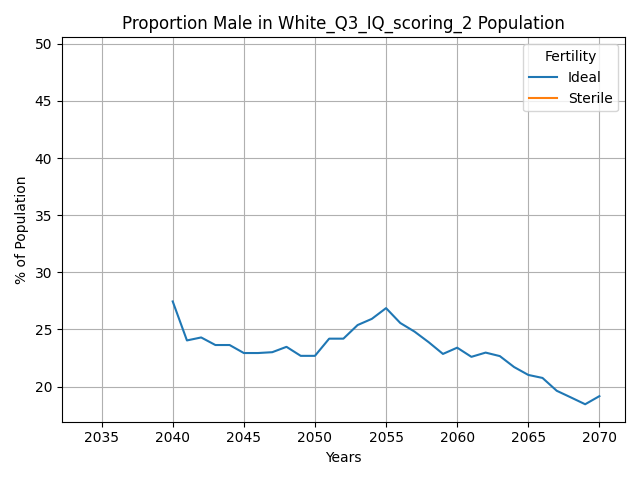 Proportion Male in White_Q3_IQ_scoring_2 Population
50
45
40
35
30
25
20
% of Population
Fertility
Ideal
Sterile
2035 2040 2045 2050 2055 2060 2065 2070
Years